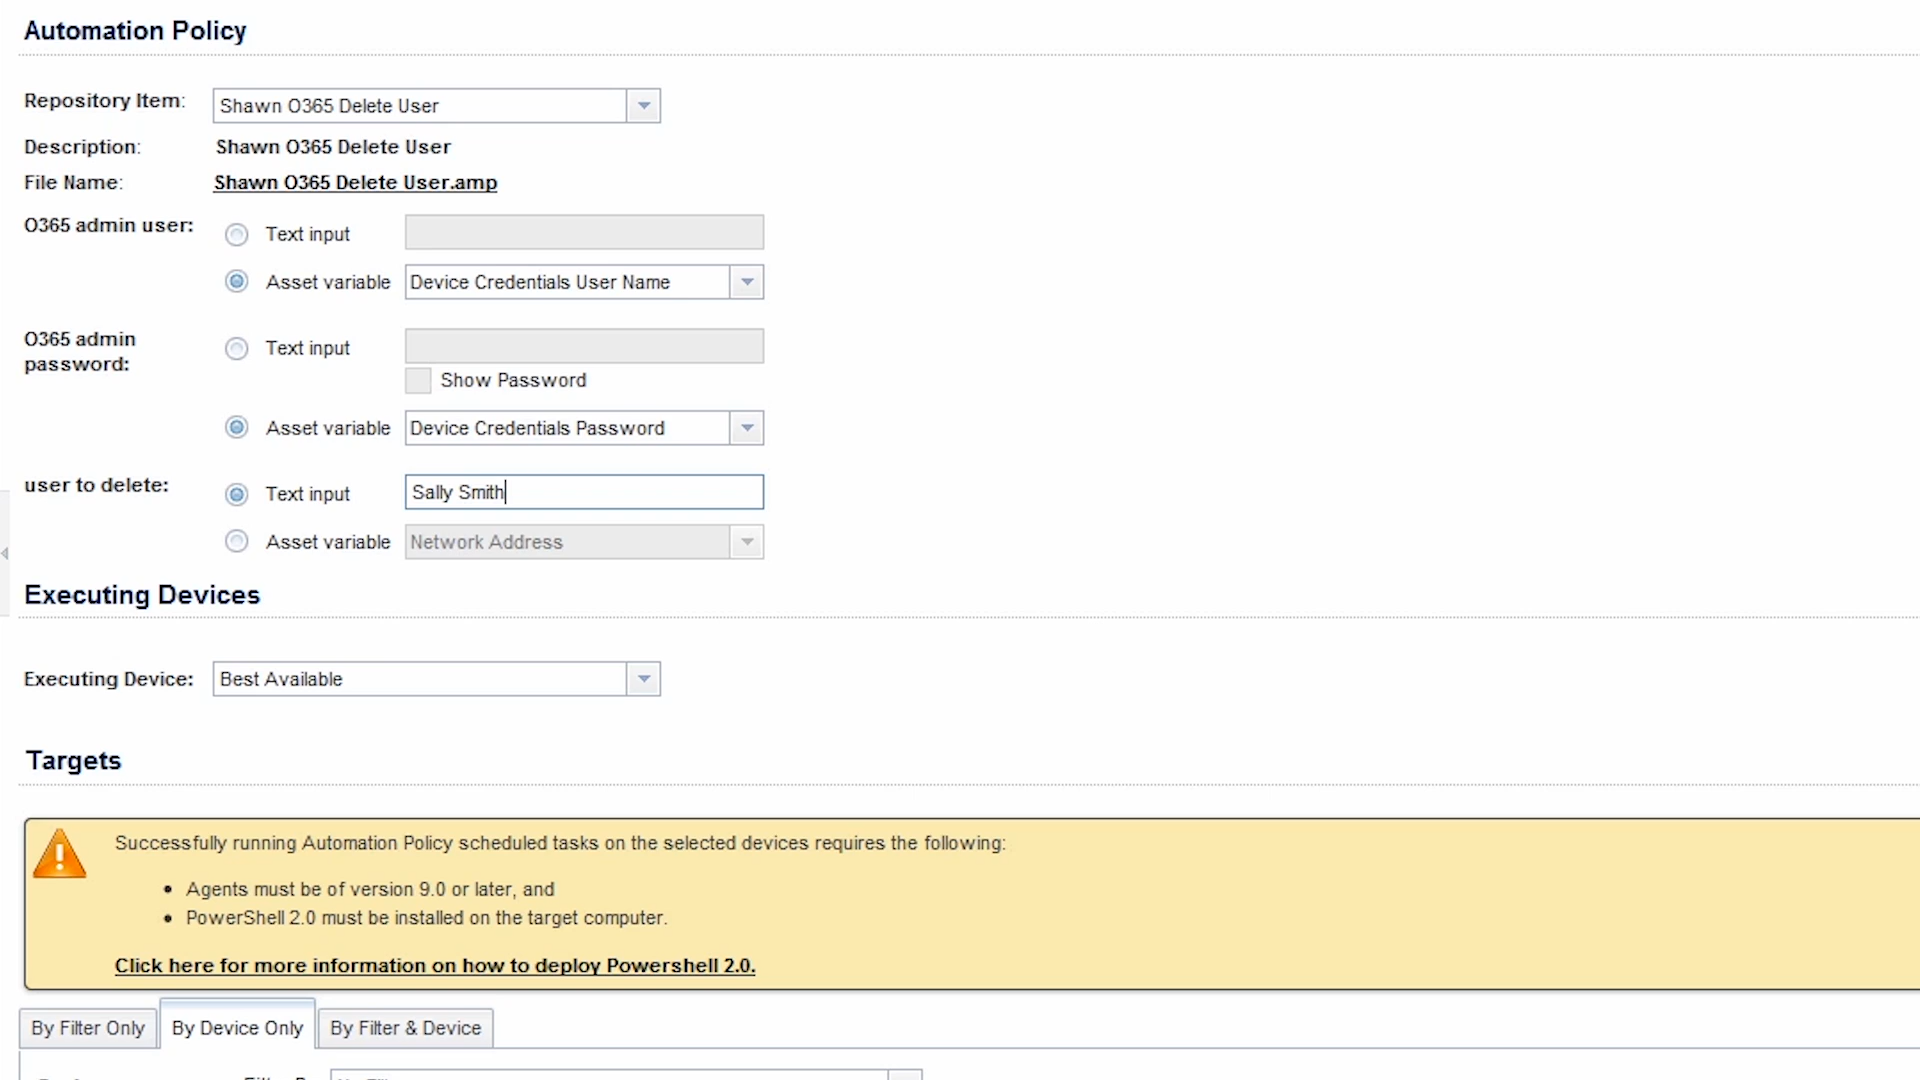 Automation Policy
Repository Item: Shawn O365 Delete User
Description: Shawn O365 Delete User
File Name: Shawn O365 Delete User.amp
O365 admin user: Text input
Asset variable Device Credentials User Name
O365 admin password: Text input
Show Password
Asset variable Device Credentials Password
user to delete: Text input Sally Smith
Asset variable Network Address
Executing Devices
Executing Device: Best Available
Targets
Successfully running Automation Policy scheduled tasks on the selected devices requires the following:
• Agents must be of version 9.0 or later, and
• PowerShell 2.0 must be installed on the target computer.
Click here for more information on how to deploy Powershell 2.0.
By Filter Only By Device Only By Filter & Device